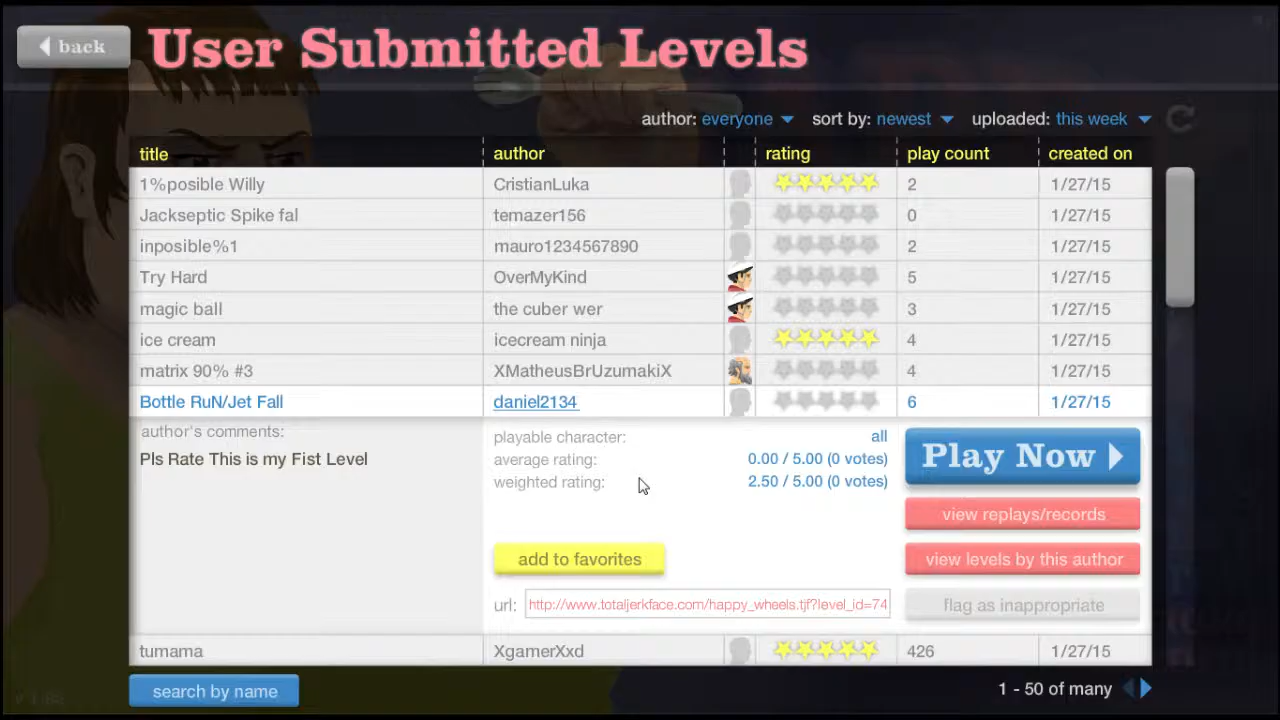 back
User Submitted Levels
author: everyone sort by: newest uploaded: this week
title author rating play count created on
1%posible Willy CristianLuka 2 1/27/15
Jackseptic Spike fal temazer156 0 1/27/15
inposible%1 mauro1234567890 2 1/27/15
Try Hard OverMyKind 5 1/27/15
magic ball the cuber wer 3 1/27/15
ice cream icecream ninja 4 1/27/15
matrix 90% #3 XMatheusBrUzumakiX 4 1/27/15
Bottle RuN/Jet Fall daniel2134 6 1/27/15
author's comments:
Pls Rate This is my Fist Level
playable character: all
average rating: 0.00 / 5.00 (0 votes)
weighted rating: 2.50 / 5.00 (0 votes)
Play Now
view replays/records
add to favorites
view levels by this author
url: http://www.totaljerkface.com/happy_wheels.tjf?level_id=74
flag as inappropriate
tumama XgamerXxd 426 1/27/15
search by name
1 - 50 of many